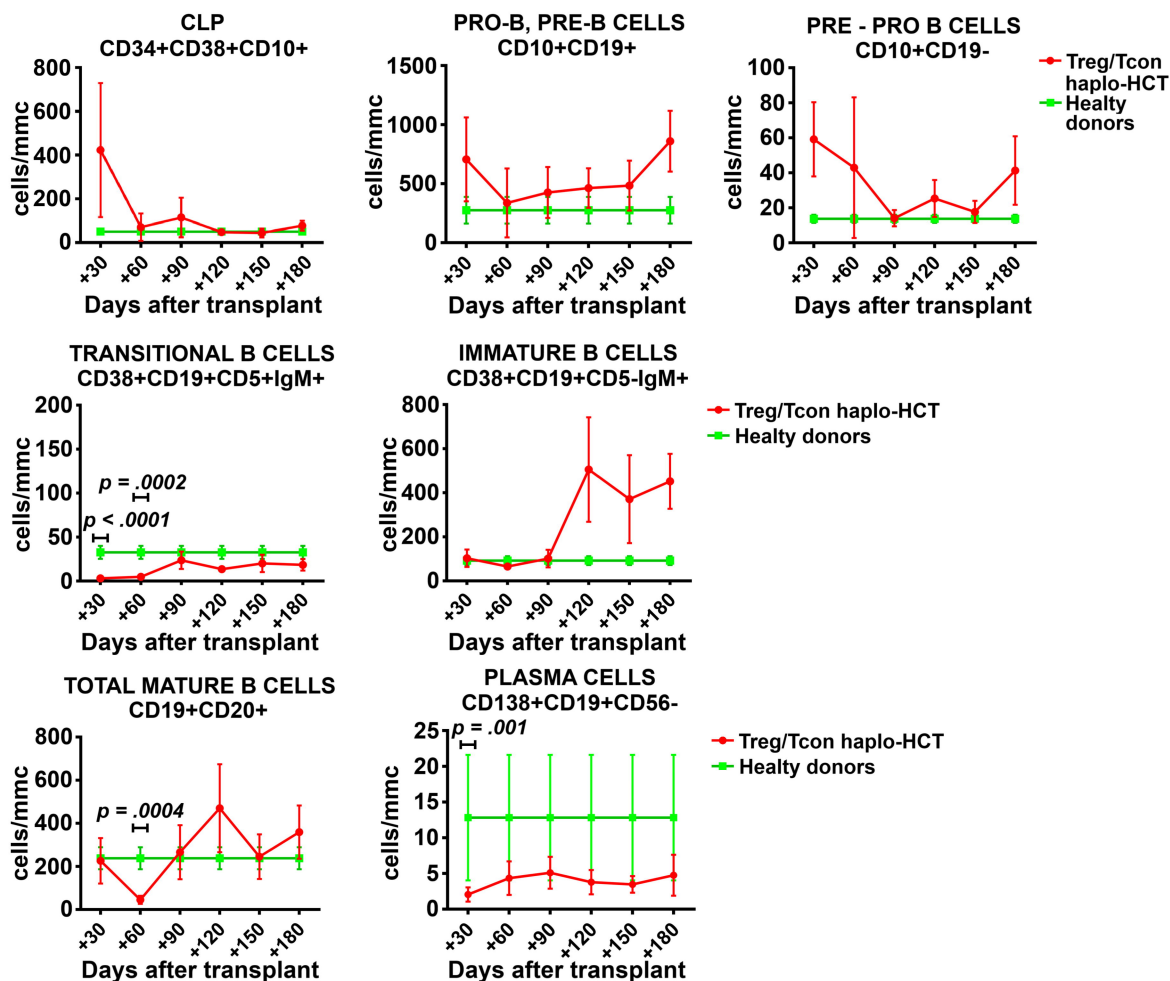 CLP
CD34+CD38+CD10+
800
600
400
200
0
cells/mmc
+30
+60
+90
+120
+150
+180
Days after transplant
PRO-B, PRE-B CELLS
CD10+CD19+
1500
1000
500
0
cells/mmc
+30
+60
+90
+120
+150
+180
Days after transplant
PRE - PRO B CELLS
CD10+CD19-
100
80
60
40
20
0
cells/mmc
+30
+60
+90
+120
+150
+180
Days after transplant
Treg/Tcon
haplo-HCT
Healty
donors
TRANSITIONAL B CELLS
CD38+CD19+CD5+IgM+
200
150
100
50
0
cells/mmc
p = .0002
p < .0001
+30
+60
+90
+120
+150
+180
Days after transplant
IMMATURE B CELLS
CD38+CD19+CD5-IgM+
800
600
400
200
0
cells/mmc
+30
+60
+90
+120
+150
+180
Days after transplant
Treg/Tcon haplo-HCT
Healty donors
TOTAL MATURE B CELLS
CD19+CD20+
800
600
400
200
0
cells/mmc
p = .0004
+30
+60
+90
+120
+150
+180
Days after transplant
PLASMA CELLS
CD138+CD19+CD56-
25
20
15
10
5
0
cells/mmc
p = .001
+30
+60
+90
+120
+150
+180
Days after transplant
Treg/Tcon haplo-HCT
Healty donors